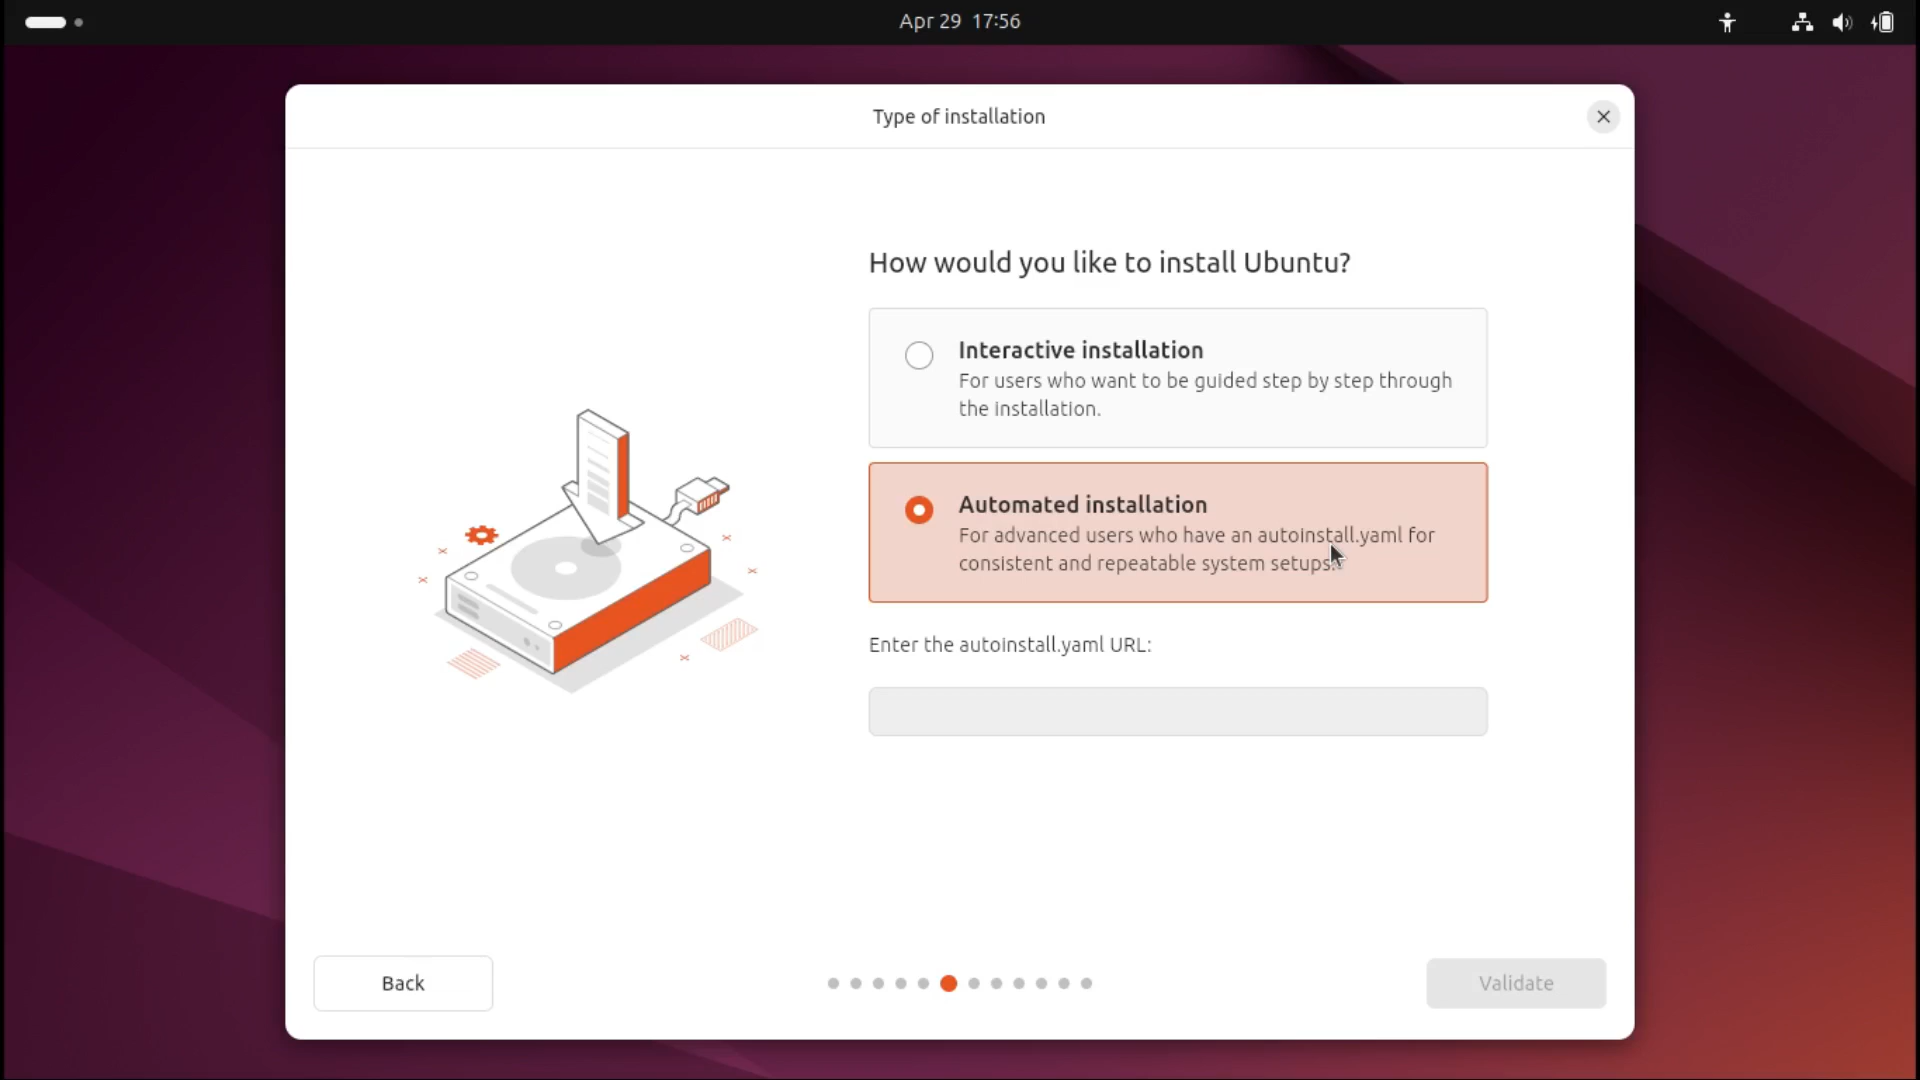 Apr 29 17:56
Type of installation
How would you like to install Ubuntu?
Interactive installation
For users who want to be guided step by step through
the installation.
Automated installation
For advanced users who have an autoinstall.yaml for
consistent and repeatable system setups.
Enter the autoinstall.yaml URL:
Back
Validate